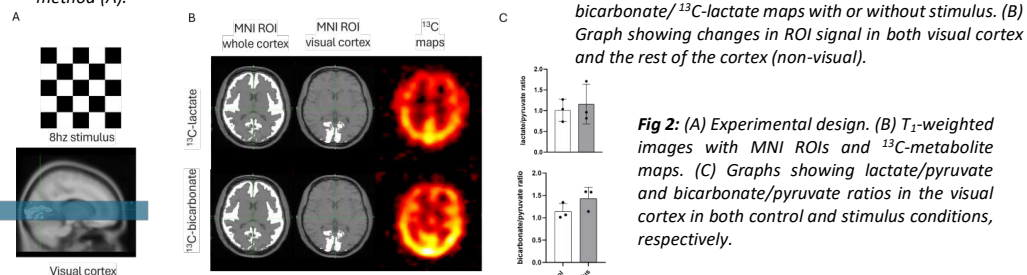 method (A).
bicarbonate/ ¹³C-lactate maps with or without stimulus. (B)
Graph showing changes in ROI signal in both visual cortex
and the rest of the cortex (non-visual).
A
8hz stimulus
Visual cortex
B
MNI ROI
whole cortex
MNI ROI
visual cortex
¹³C
maps
¹³C-lactate
¹³C-bicarbonate
C
lactate/pyruvate ratio
2.0
1.5
1.0
0.5
0.0
bicarbonate/pyruvate ratio
2.0
1.5
1.0
0.5
0.0
Fig 2: (A) Experimental design. (B) T₁-weighted
images with MNI ROIs and ¹³C-metabolite
maps. (C) Graphs showing lactate/pyruvate
and bicarbonate/pyruvate ratios in the visual
cortex in both control and stimulus conditions,
respectively.